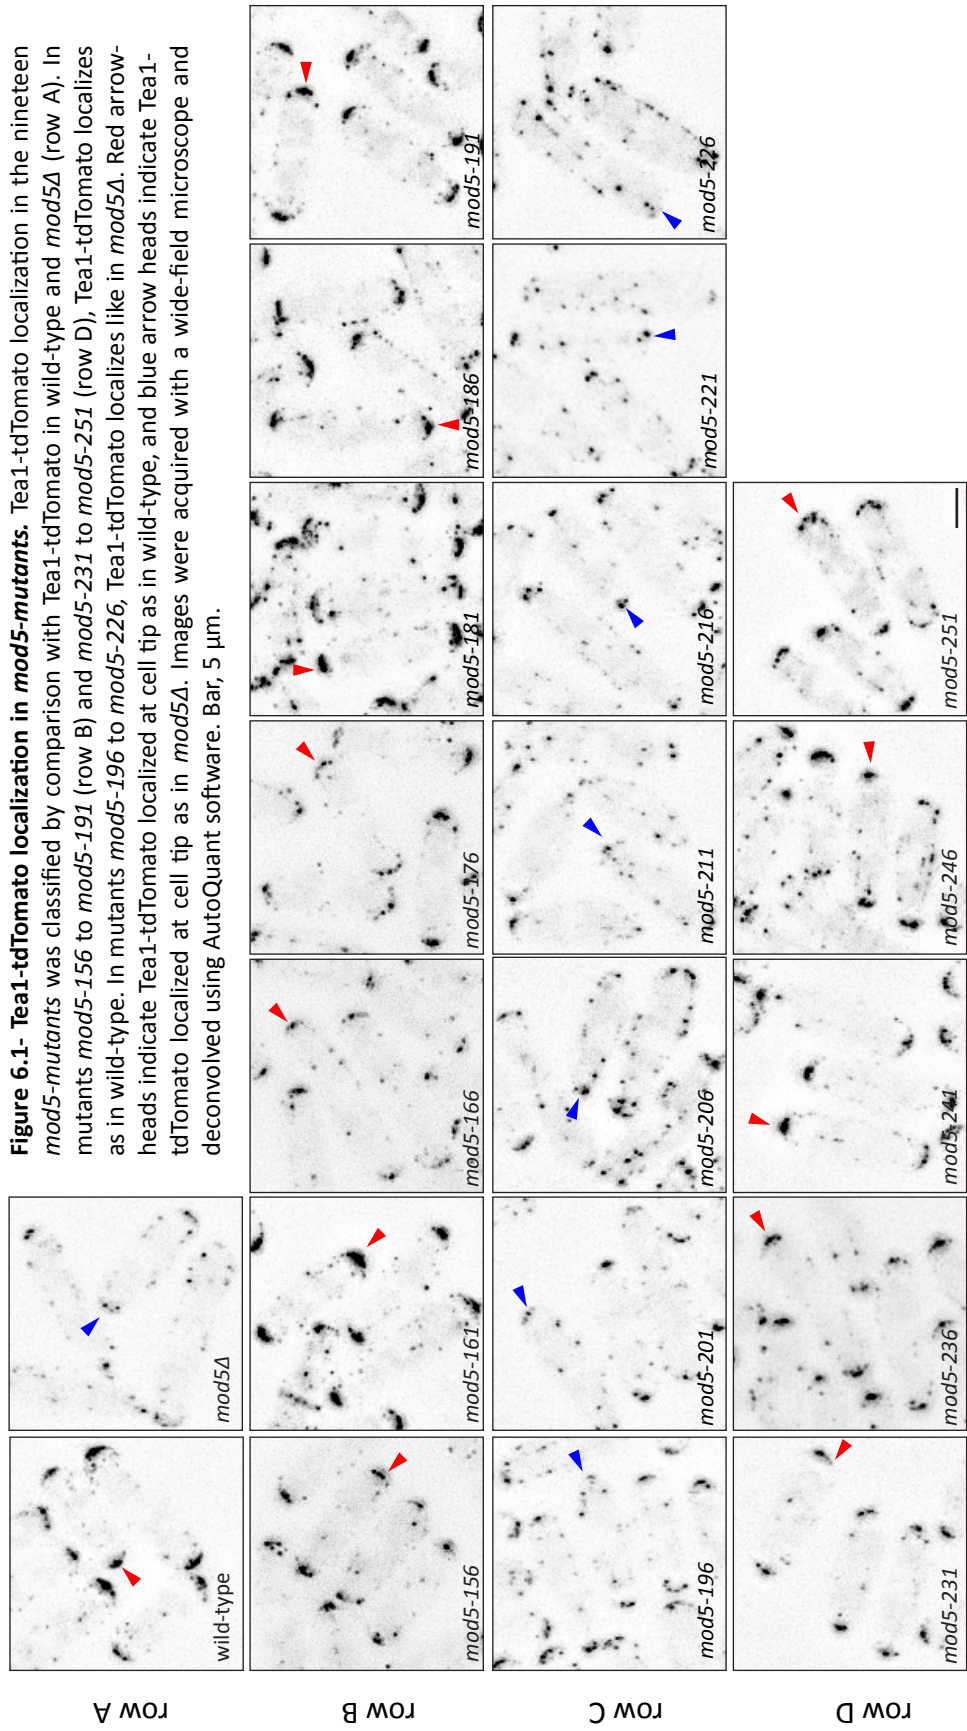 Figure 6.1- Tea1-tdTomato localization in mod5-mutants. Tea1-tdTomato localization in the nineteen
mod5-mutants was classified by comparison with Tea1-tdTomato in wild-type and mod5Δ (row A). In
mutants mod5-156 to mod5-191 (row B) and mod5-231 to mod5-251 (row D), Tea1-tdTomato localizes
as in wild-type. In mutants mod5-196 to mod5-226, Tea1-tdTomato localizes like in mod5Δ. Red arrow-
heads indicate Tea1-tdTomato localized at cell tip as in wild-type, and blue arrow heads indicate Tea1-
tdTomato localized at cell tip as in mod5Δ. Images were acquired with a wide-field microscope and
deconvolved using AutoQuant software. Bar, 5 μm.
row A
wild-type
mod5Δ
row B
mod5-156
mod5-161
mod5-166
mod5-176
mod5-181
mod5-186
mod5-191
row C
mod5-196
mod5-201
mod5-206
mod5-211
mod5-216
mod5-221
mod5-226
row D
mod5-231
mod5-236
mod5-241
mod5-246
mod5-251